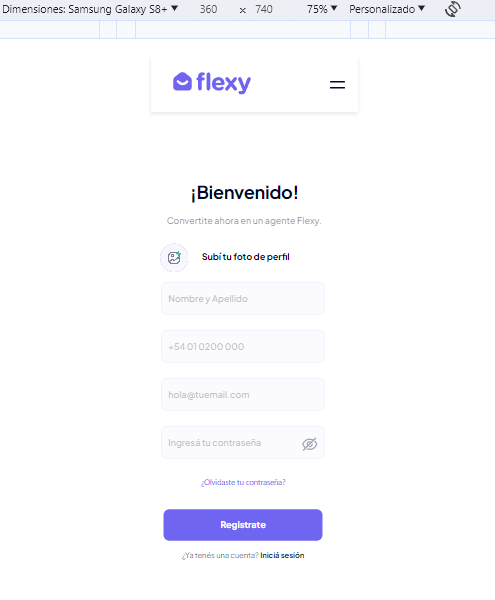 Dimensiones: Samsung Galaxy S8+ ▼ 360 x 740 75% ▼ Personalizado ▼
flexy
¡Bienvenido!
Convertite ahora en un agente Flexy.
Subí tu foto de perfil
Nombre y Apellido
+54 01 0200 000
hola@tuemail.com
Ingresá tu contraseña
¿Olvidaste tu contraseña?
Registrate
¿Ya tenés una cuenta? Iniciá sesión